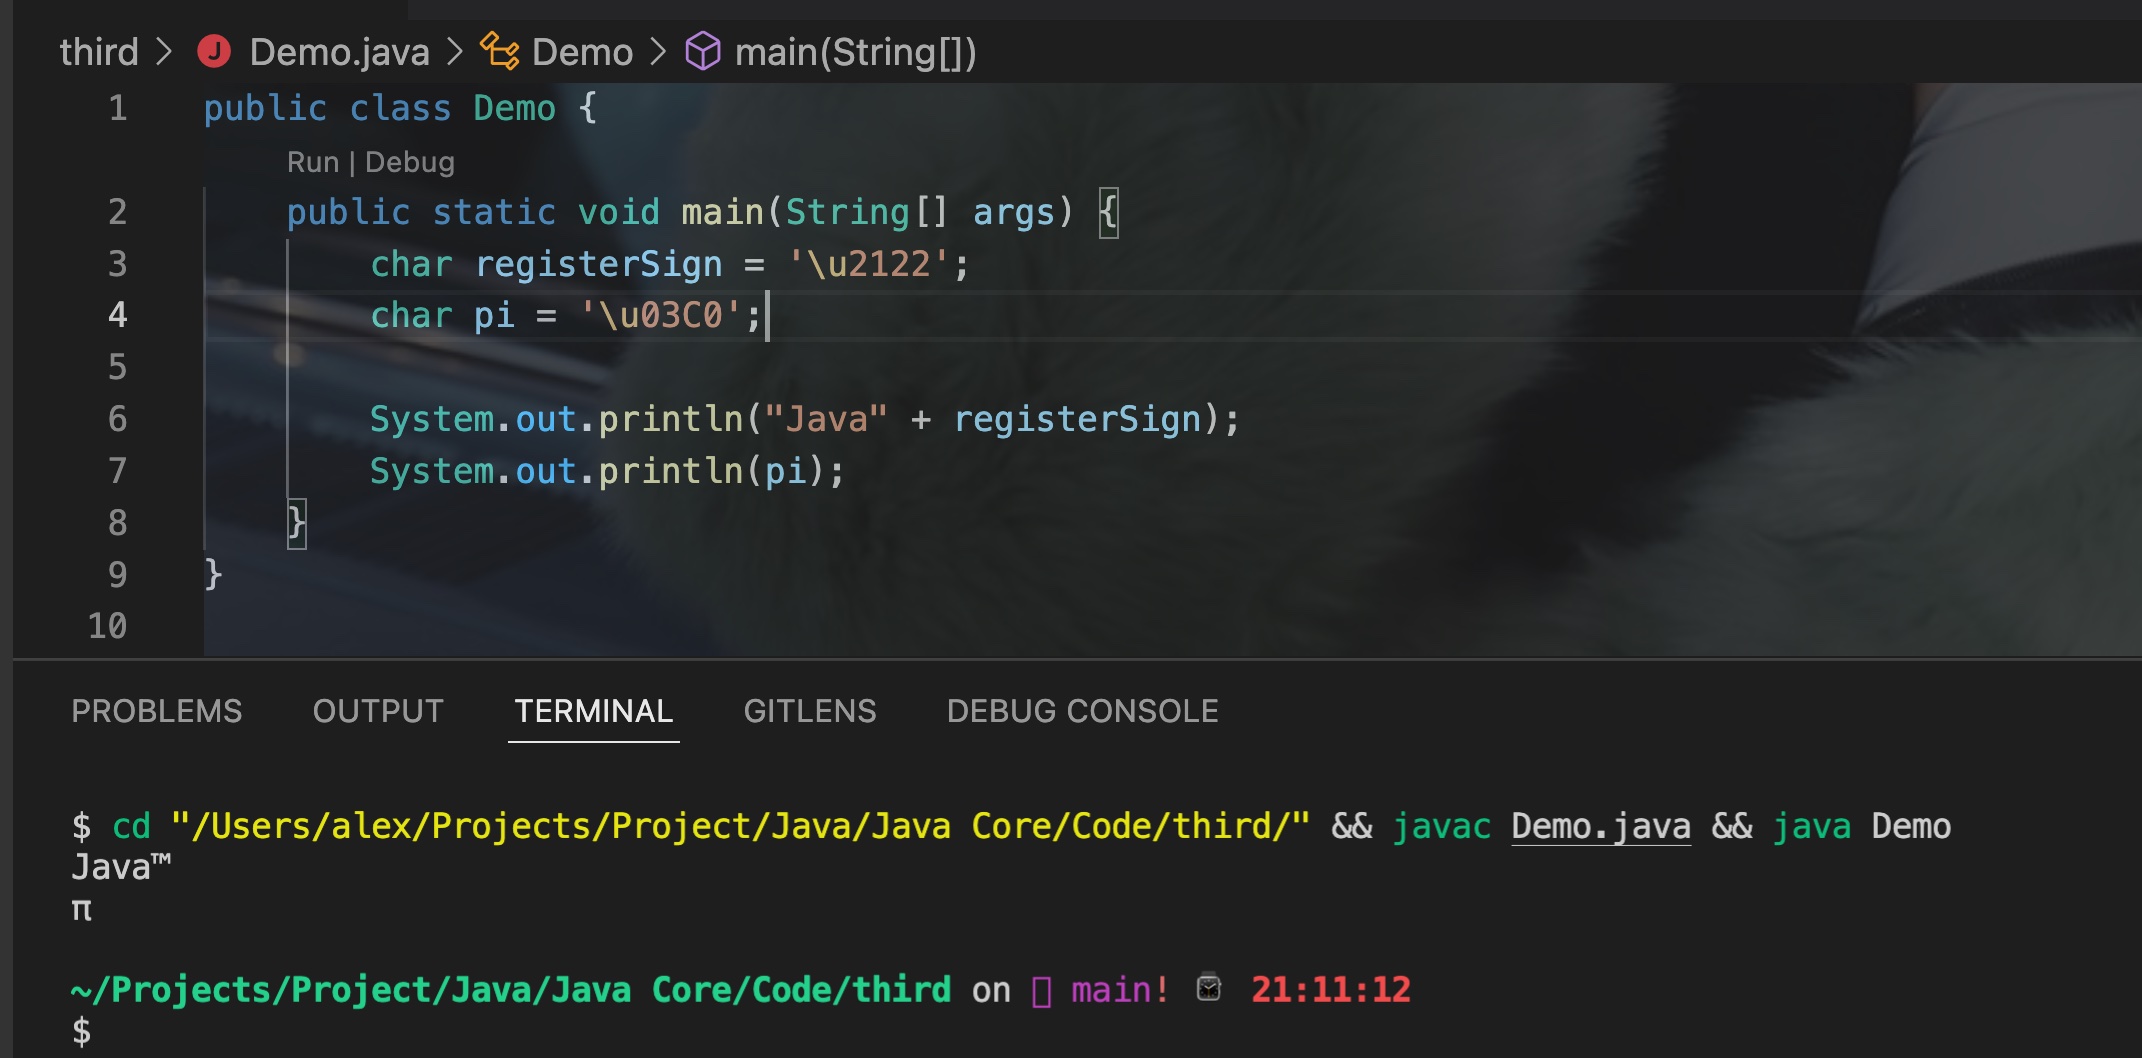 third > Demo.java > Demo > main(String[])
1 public class Demo {
Run | Debug
2 public static void main(String[] args) {
3 char registerSign = '\u2122';
4 char pi = '\u03C0';
5
6 System.out.println("Java" + registerSign);
7 System.out.println(pi);
8 }
9 }
10
PROBLEMS OUTPUT TERMINAL GITLENS DEBUG CONSOLE
$ cd "/Users/alex/Projects/Project/Java/Java Core/Code/third/" && javac Demo.java && java Demo
Java™
π
~/Projects/Project/Java/Java Core/Code/third on main! 21:11:12
$